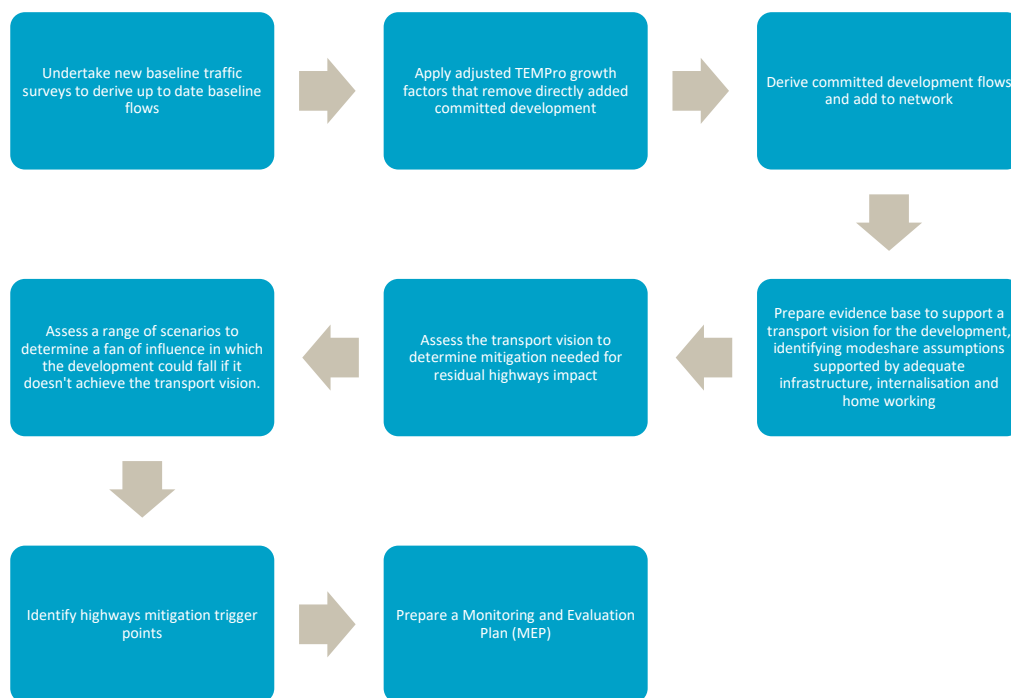 Undertake new baseline traffic
surveys to derive up to date baseline
flows
Apply adjusted TEMPro growth
factors that remove directly added
committed development
Derive committed development flows
and add to network
Prepare evidence base to support a
transport vision for the development,
identifying modeshare assumptions
supported by adequate
infrastructure, internalisation and
home working
Assess the transport vision to
determine mitigation needed for
residual highways impact
Assess a range of scenarios to
determine a fan of influence in which
the development could fall if it
doesn't achieve the transport vision.
Identify highways mitigation trigger
points
Prepare a Monitoring and Evaluation
Plan (MEP)